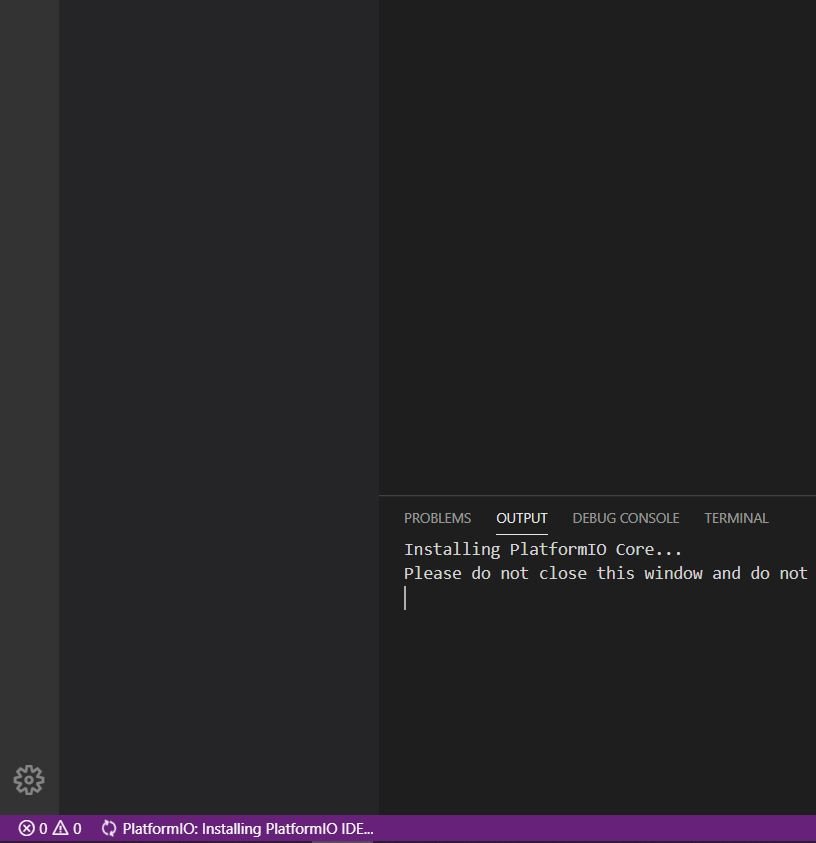 PROBLEMS OUTPUT DEBUG CONSOLE TERMINAL
Installing PlatformIO Core...
Please do not close this window and do not
0 0 PlatformIO: Installing PlatformIO IDE...